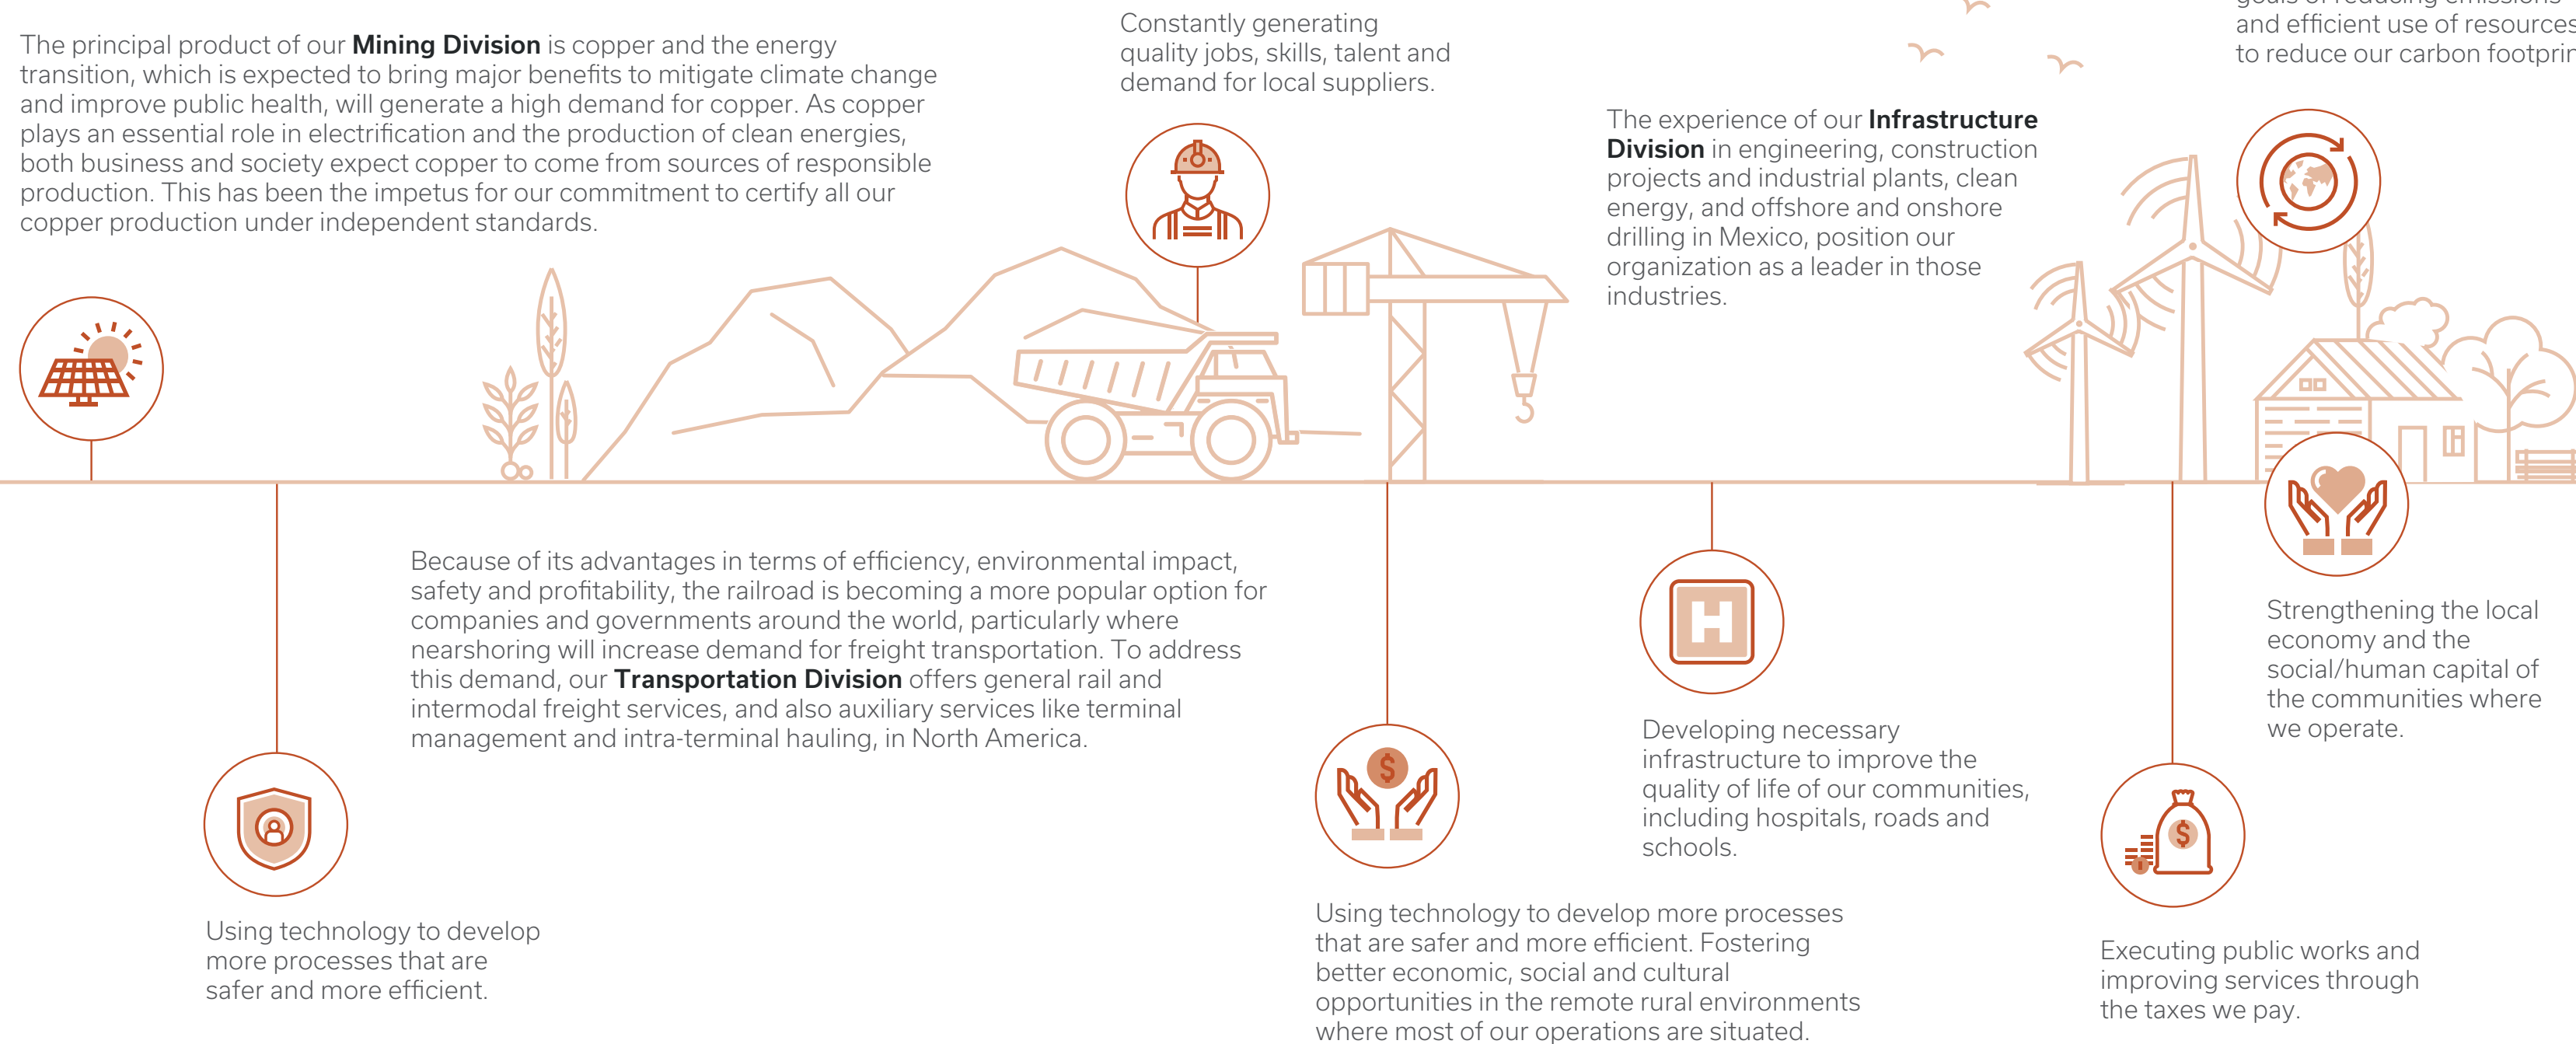 The principal product of our Mining Division is copper and the energy
transition, which is expected to bring major benefits to mitigate climate change
and improve public health, will generate a high demand for copper. As copper
plays an essential role in electrification and the production of clean energies,
both business and society expect copper to come from sources of responsible
production. This has been the impetus for our commitment to certify all our
copper production under independent standards.
Constantly generating
quality jobs, skills, talent and
demand for local suppliers.
The experience of our Infrastructure
Division in engineering, construction
projects and industrial plants, clean
energy, and offshore and onshore
drilling in Mexico, position our
organization as a leader in those
industries.
and efficient use of resources
to reduce our carbon
Because of its advantages in terms of efficiency, environmental impact,
safety and profitability, the railroad is becoming a more popular option for
companies and governments around the world, particularly where
nearshoring will increase demand for freight transportation. To address
this demand, our Transportation Division offers general rail and
intermodal freight services, and also auxiliary services like terminal
management and intra-terminal hauling, in North America.
Using technology to develop
more processes that are
safer and more efficient.
$
Using technology to develop more processes
that are safer and more efficient. Fostering
better economic, social and cultural
opportunities in the remote rural environments
where most of our operations are situated.
H
Developing necessary
infrastructure to improve the
quality of life of our communities,
including hospitals, roads and
schools.
$
Executing public works and
improving services through
the taxes we pay.
Strengthening the local
economy and the
social/human capital of
the communities where
we operate.